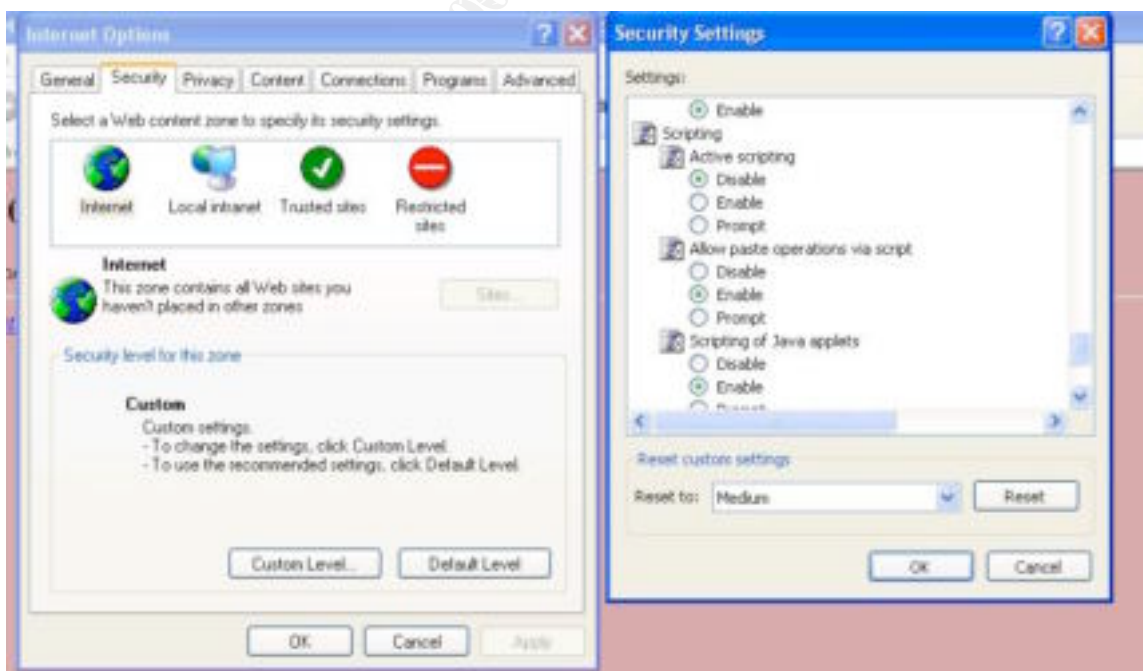 Internet Options
General Security Privacy Content Connections Programs Advanced
Select a Web content zone to specify its security settings.
Internet
Local intranet
Trusted sites
Restricted
sites
Internet
This zone contains all Web sites you
haven't placed in other zones
Sites...
Security level for this zone
Custom
Custom settings.
- To change the settings, click Custom Level.
- To use the recommended settings, click Default Level.
Custom Level...
Default Level
OK
Cancel
Apply
Security Settings
Settings:
Enable
Scripting
Active scripting
Disable
Enable
Prompt
Allow paste operations via script
Disable
Enable
Prompt
Scripting of Java applets
Disable
Enable
Reset custom settings
Reset to:
Medium
Reset
OK
Cancel